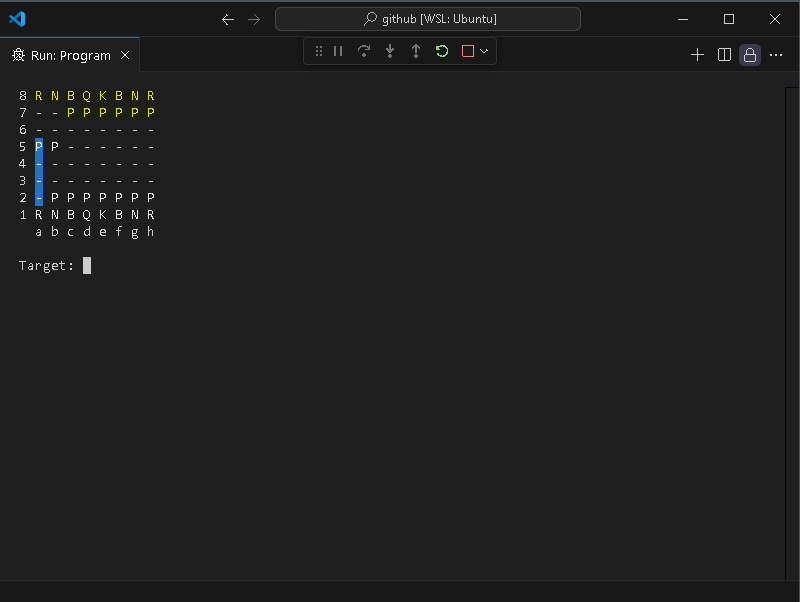 github [WSL: Ubuntu]
Run: Program
8 R N B Q K B N R
7 - - P P P P P P
6 - - - - - - - -
5 P P - - - - - -
4 - - - - - - - -
3 - - - - - - - -
2 - P P P P P P P
1 R N B Q K B N R
a b c d e f g h
Target: